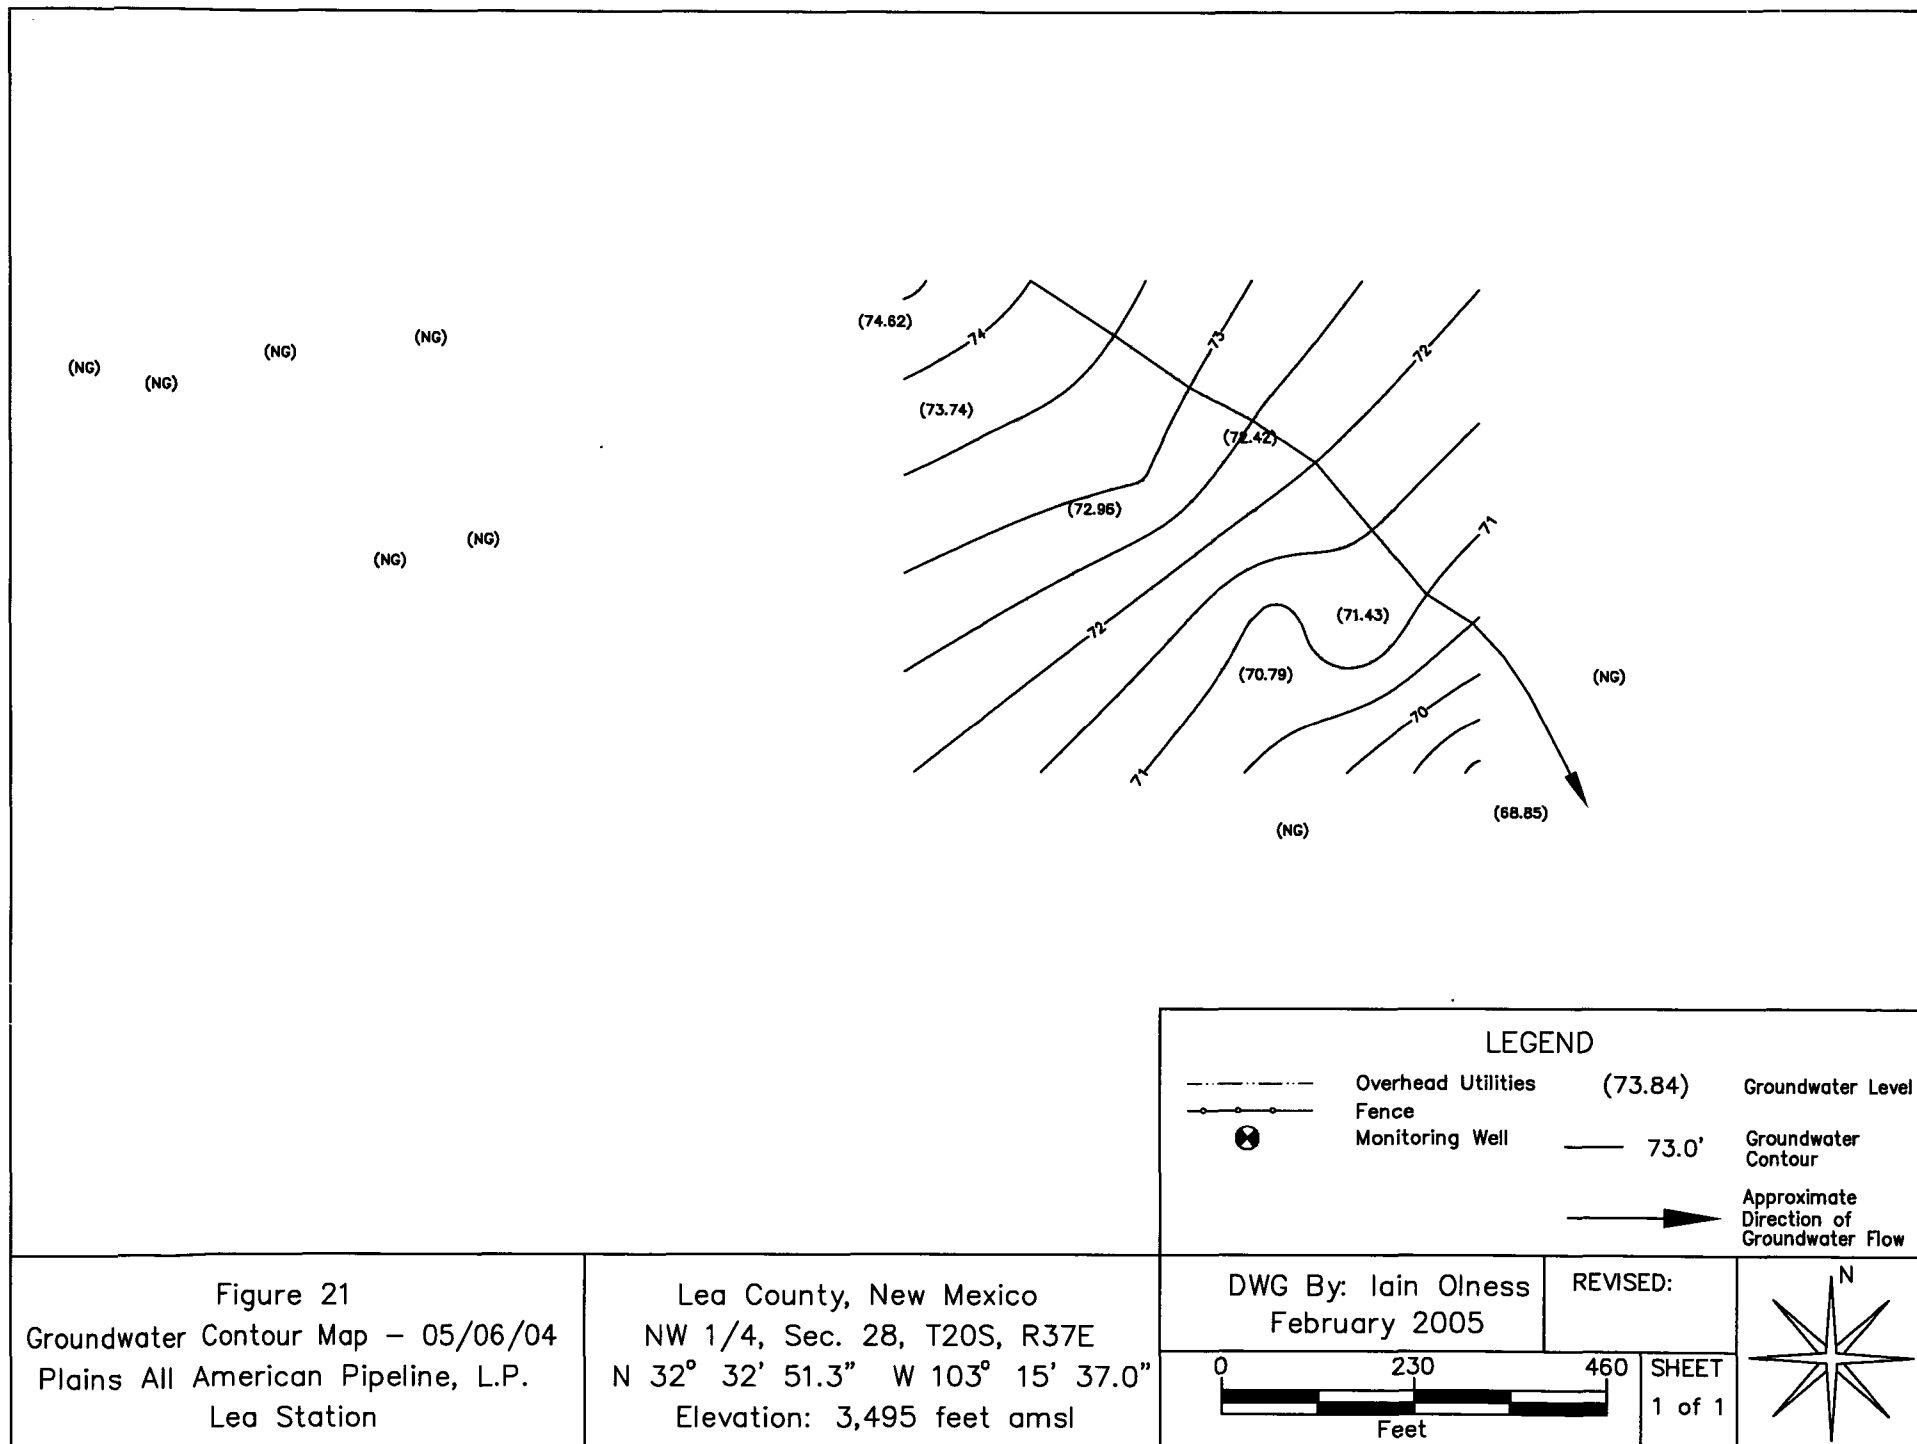 (74.62)
74
73
72
(NG)
(NG)
(NG)
(NG)
(73.74)
(72.42)
(72.96)
71
(NG)
(NG)
72
(71.43)
(70.79)
(NG)
70
71
(68.85)
(NG)
LEGEND
Overhead Utilities
Fence
Monitoring Well
(73.84) Groundwater Level
73.0' Groundwater
Contour
Approximate
Direction of
Groundwater Flow
Figure 21
Groundwater Contour Map – 05/06/04
Plains All American Pipeline, L.P.
Lea Station
Lea County, New Mexico
NW 1/4, Sec. 28, T20S, R37E
N 32° 32' 51.3" W 103° 15' 37.0"
Elevation: 3,495 feet amsl
DWG By: Iain Olness
February 2005
REVISED:
0 230 460
Feet
SHEET
1 of 1
N